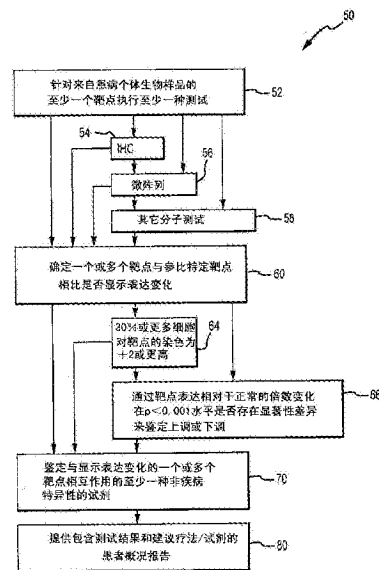 50
针对来自患病个体生物样品的
至少一个靶点执行至少一种测试
52
54
IHC
56
微阵列
其它分子测试
58
确定一个或多个靶点与参比特定靶点
相比是否显示表达变化
60
30%或更多细胞
对靶点的染色为
+2或更高
64
通过靶点表达相对于正常的倍数变化
在p<0.001水平是否存在显著性差异
来鉴定上调或下调
68
鉴定与显示表达变化的一个或多个
靶点相互作用的至少一种非疾病
特异性的试剂
70
提供包含测试结果和建议疗法/试剂的
患者概况报告
80